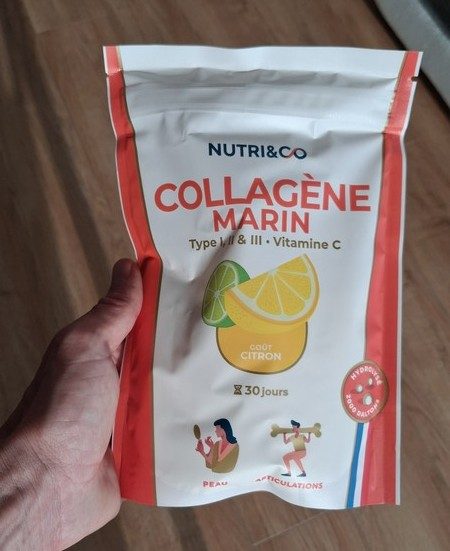 NUTRI&CO
COLLAGÈNE
MARIN
Type I, II & III • Vitamine C
GOÛT
CITRON
30 jours
HYDROLYSÉ
2000 DALTONS
PEAU
ARTICULATIONS